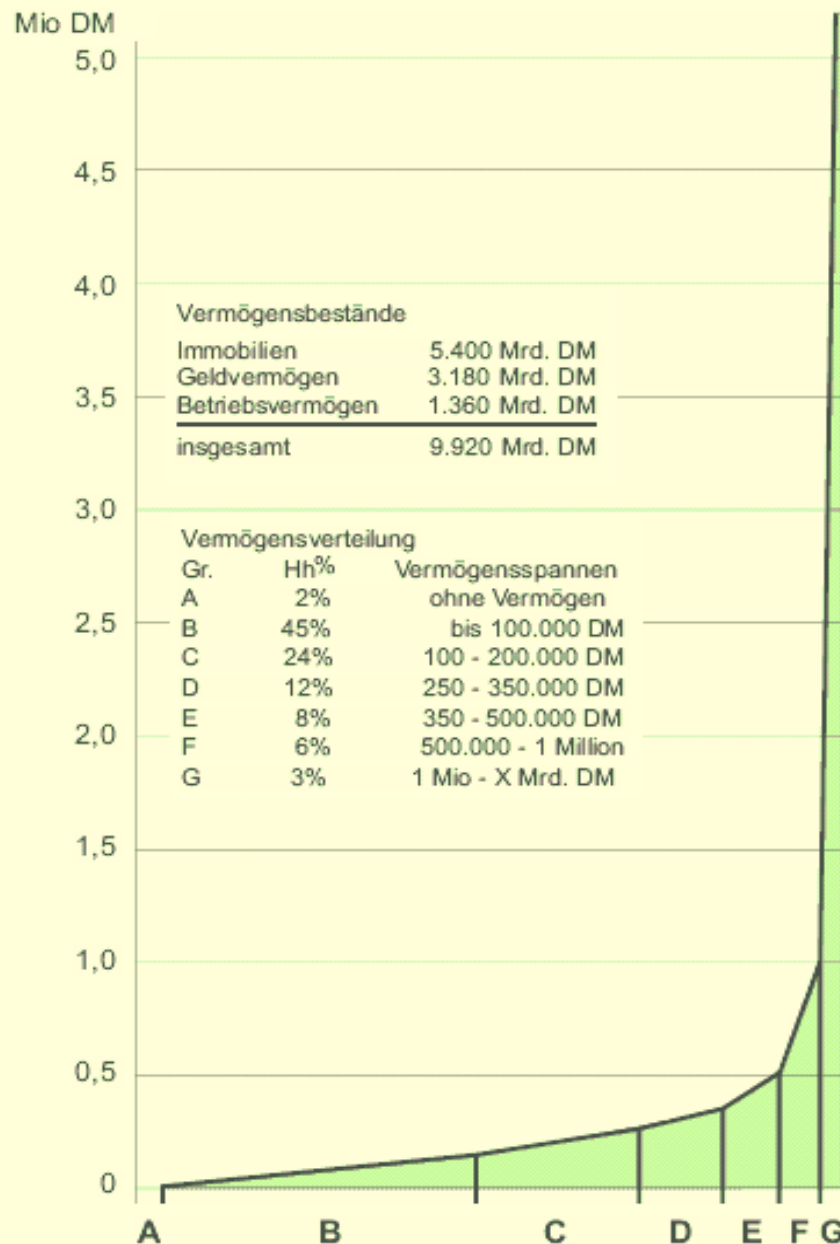 Mio DM
5,0
4,5
4,0
Vermögensbestände
Immobilien 5.400 Mrd. DM
Geldvermögen 3.180 Mrd. DM
Betriebsvermögen 1.360 Mrd. DM
3,5
insgesamt 9.920 Mrd. DM
3,0
Vermögensverteilung
Gr. Hh% Vermögensspannen
A 2% ohne Vermögen
B 45% bis 100.000 DM
2,5
C 24% 100 - 200.000 DM
D 12% 250 - 350.000 DM
E 8% 350 - 500.000 DM
2,0
F 6% 500.000 - 1 Million
G 3% 1 Mio - X Mrd. DM
1,5
1,0
0,5
0
A B C D E F G